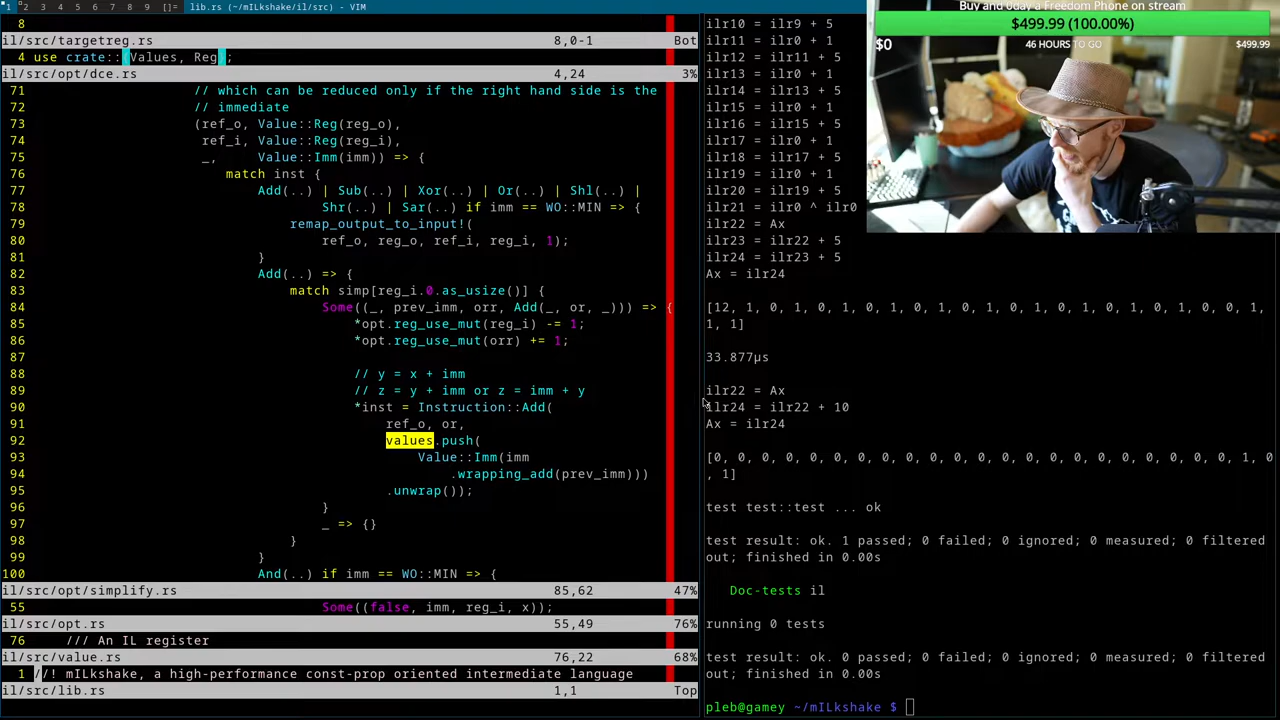 1 2 3 4 5 6 7 8 9 []= lib.rs (~/mILkshake/il/src) - VIM
8
il/src/targetreg.rs 8,0-1 Bot
4 use crate::{Values, Reg};
il/src/opt/dce.rs 4,24 3%
71 // which can be reduced only if the right hand side is the
72 // immediate
73 (ref_o, Value::Reg(reg_o),
74 ref_i, Value::Reg(reg_i),
75 _, Value::Imm(imm)) => {
76 match inst {
77 Add(..) | Sub(..) | Xor(..) | Or(..) | Shl(..) |
78 Shr(..) | Sar(..) if imm == WO::MIN => {
79 remap_output_to_input!(
80 ref_o, reg_o, ref_i, reg_i, 1);
81 }
82 Add(..) => {
83 match simp[reg_i.0.as_usize()] {
84 Some((_, prev_imm, orr, Add(_, or, _))) => {
85 *opt.reg_use_mut(reg_i) -= 1;
86 *opt.reg_use_mut(orr) += 1;
87
88 // y = x + imm
89 // z = y + imm or z = imm + y
90 *inst = Instruction::Add(
91 ref_o, or,
92 values.push(
93 Value::Imm(imm
94 .wrapping_add(prev_imm)))
95 .unwrap());
96 }
97 _ => {}
98 }
99 }
100 And(..) if imm == WO::MIN => {
il/src/opt/simplify.rs 85,62 47%
55 Some((false, imm, reg_i, x));
il/src/opt.rs 55,49 76%
76 /// An IL register
il/src/value.rs 76,22 68%
1 //! mILkshake, a high-performance const-prop oriented intermediate language
il/src/lib.rs 1,1 Top
ilr10 = ilr9 + 5
ilr11 = ilr0 + 1
ilr12 = ilr11 + 5
ilr13 = ilr0 + 1
ilr14 = ilr13 + 5
ilr15 = ilr0 + 1
ilr16 = ilr15 + 5
ilr17 = ilr0 + 1
ilr18 = ilr17 + 5
ilr19 = ilr0 + 1
ilr20 = ilr19 + 5
ilr21 = ilr0 ^ ilr0
ilr22 = Ax
ilr23 = ilr22 + 5
ilr24 = ilr23 + 5
Ax = ilr24
[12, 1, 0, 1, 0, 1, 0, 1, 0, 1, 0, 1, 0, 1, 0, 1, 0, 1, 0, 1, 0, 0, 1,
1, 1]
33.877µs
ilr22 = Ax
ilr24 = ilr22 + 10
Ax = ilr24
[0, 0, 0, 0, 0, 0, 0, 0, 0, 0, 0, 0, 0, 0, 0, 0, 0, 0, 0, 0, 0, 0, 1, 0
, 1]
test test::test ... ok
test result: ok. 1 passed; 0 failed; 0 ignored; 0 measured; 0 filtered
out; finished in 0.00s
Doc-tests il
running 0 tests
test result: ok. 0 passed; 0 failed; 0 ignored; 0 measured; 0 filtered
out; finished in 0.00s
pleb@gamey ~/mILkshake $
Buy and 0day a Freedom Phone on stream
$499.99 (100.00%)
$0 46 HOURS TO GO $499.99